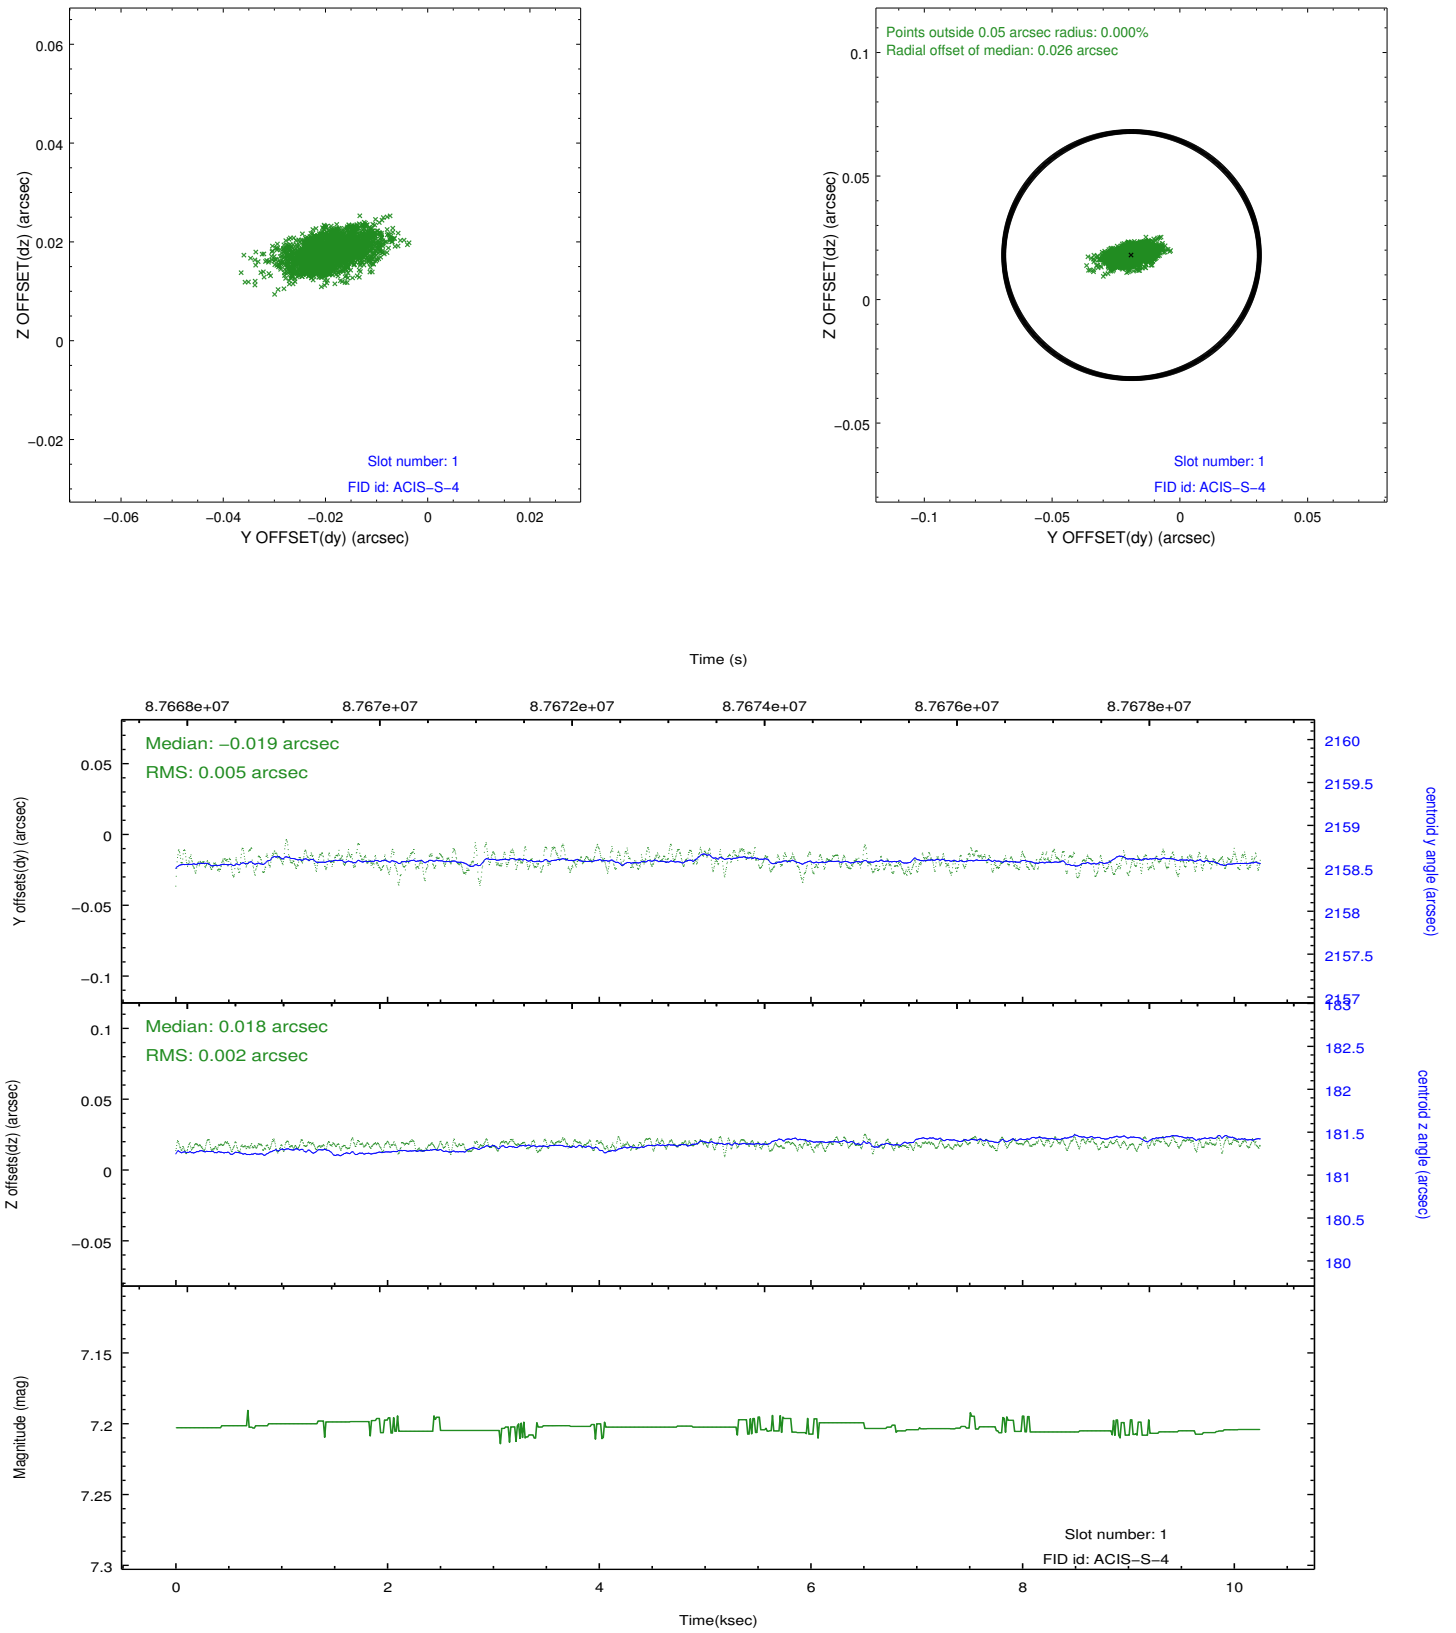 0.06
0.04
0.02
0
−0.02
Z OFFSET(dz) (arcsec)
Slot number: 1
FID id: ACIS−S−4
−0.06
−0.04
−0.02
0
0.02
Y OFFSET(dy) (arcsec)
Points outside 0.05 arcsec radius: 0.000%
Radial offset of median: 0.026 arcsec
0.1
0.05
0
−0.05
Z OFFSET(dz) (arcsec)
Slot number: 1
FID id: ACIS−S−4
−0.1
−0.05
0
0.05
Y OFFSET(dy) (arcsec)
Time (s)
8.7668e+07
8.767e+07
8.7672e+07
8.7674e+07
8.7676e+07
8.7678e+07
Median: −0.019 arcsec
RMS: 0.005 arcsec
0.05
0
−0.05
−0.1
Y offsets(dy) (arcsec)
2160
2159.5
2159
2158.5
2158
2157.5
2157
centroid y angle (arcsec)
Median: 0.018 arcsec
RMS: 0.002 arcsec
0.1
0.05
0
−0.05
Z offsets(dz) (arcsec)
183
182.5
182
181.5
181
180.5
180
centroid z angle (arcsec)
7.15
7.2
7.25
7.3
Magnitude (mag)
Slot number: 1
FID id: ACIS−S−4
0
2
4
6
8
10
Time(ksec)